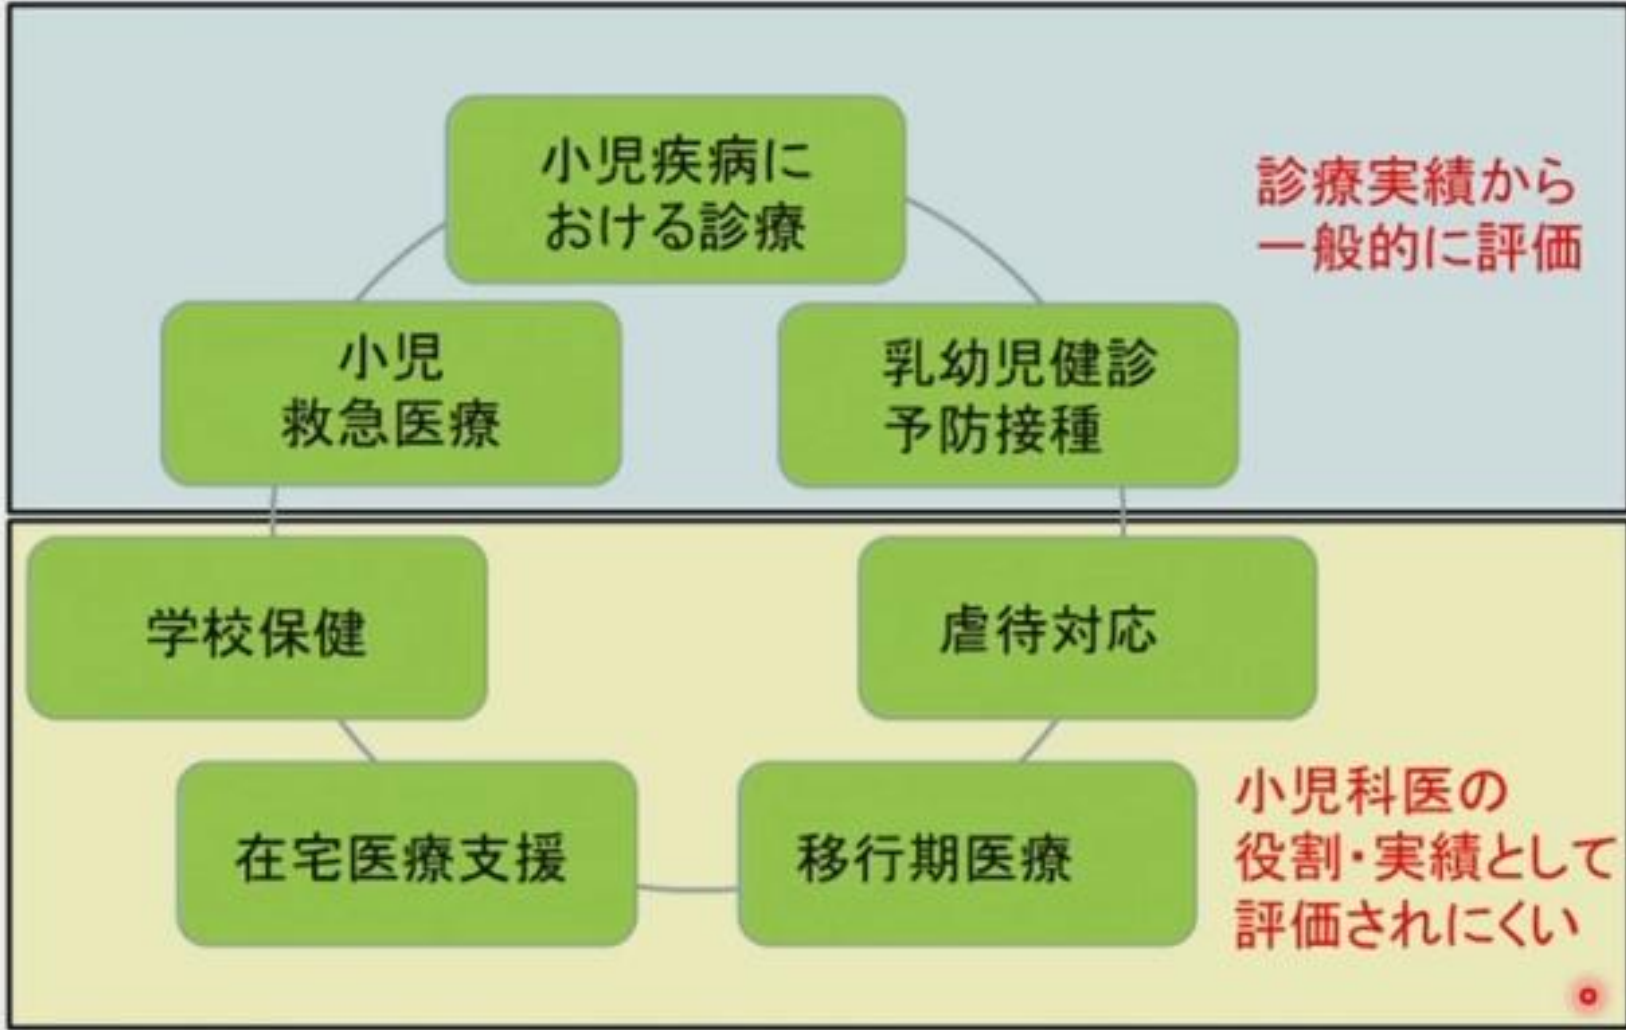 小児疾病に
おける診療
診療実績から
一般的に評価
小児
救急医療
乳幼児健診
予防接種
学校保健
虐待対応
在宅医療支援
移行期医療
小児科医の
役割・実績として
評価されにくい